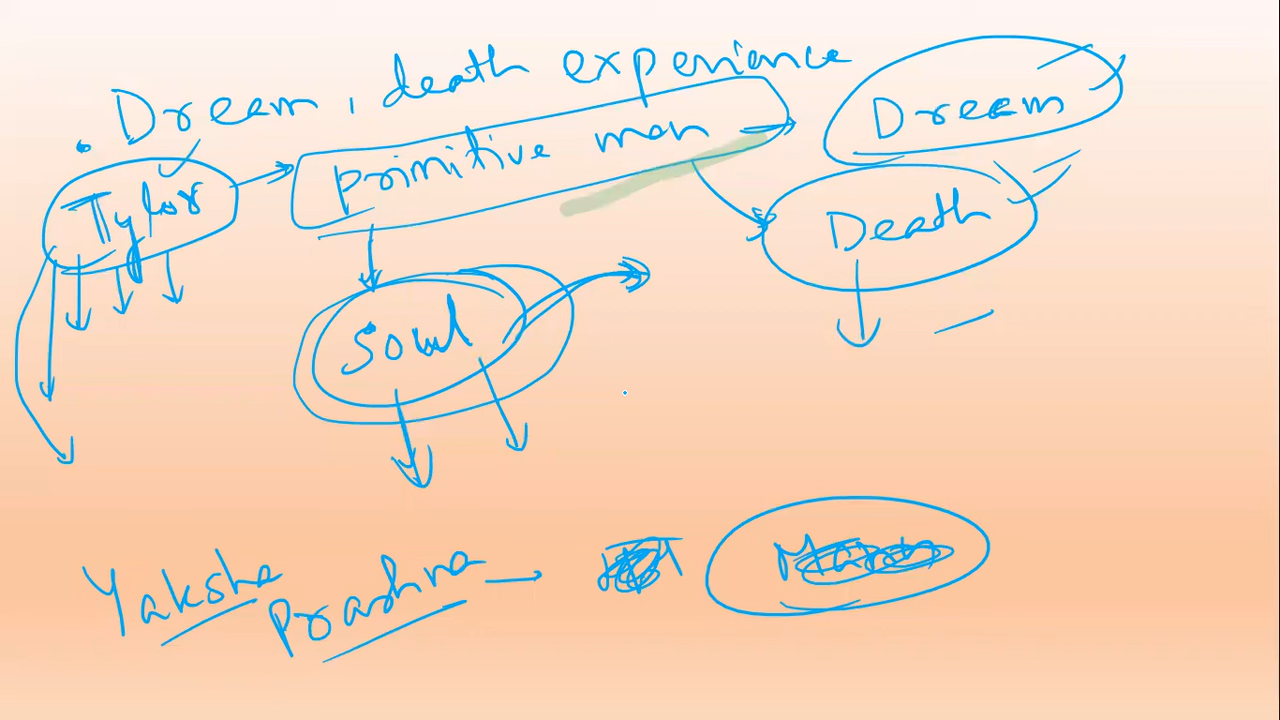 . Dream, death experience
Tylor → primitive man → Dream
Death
Soul
Yaksha Prashna →